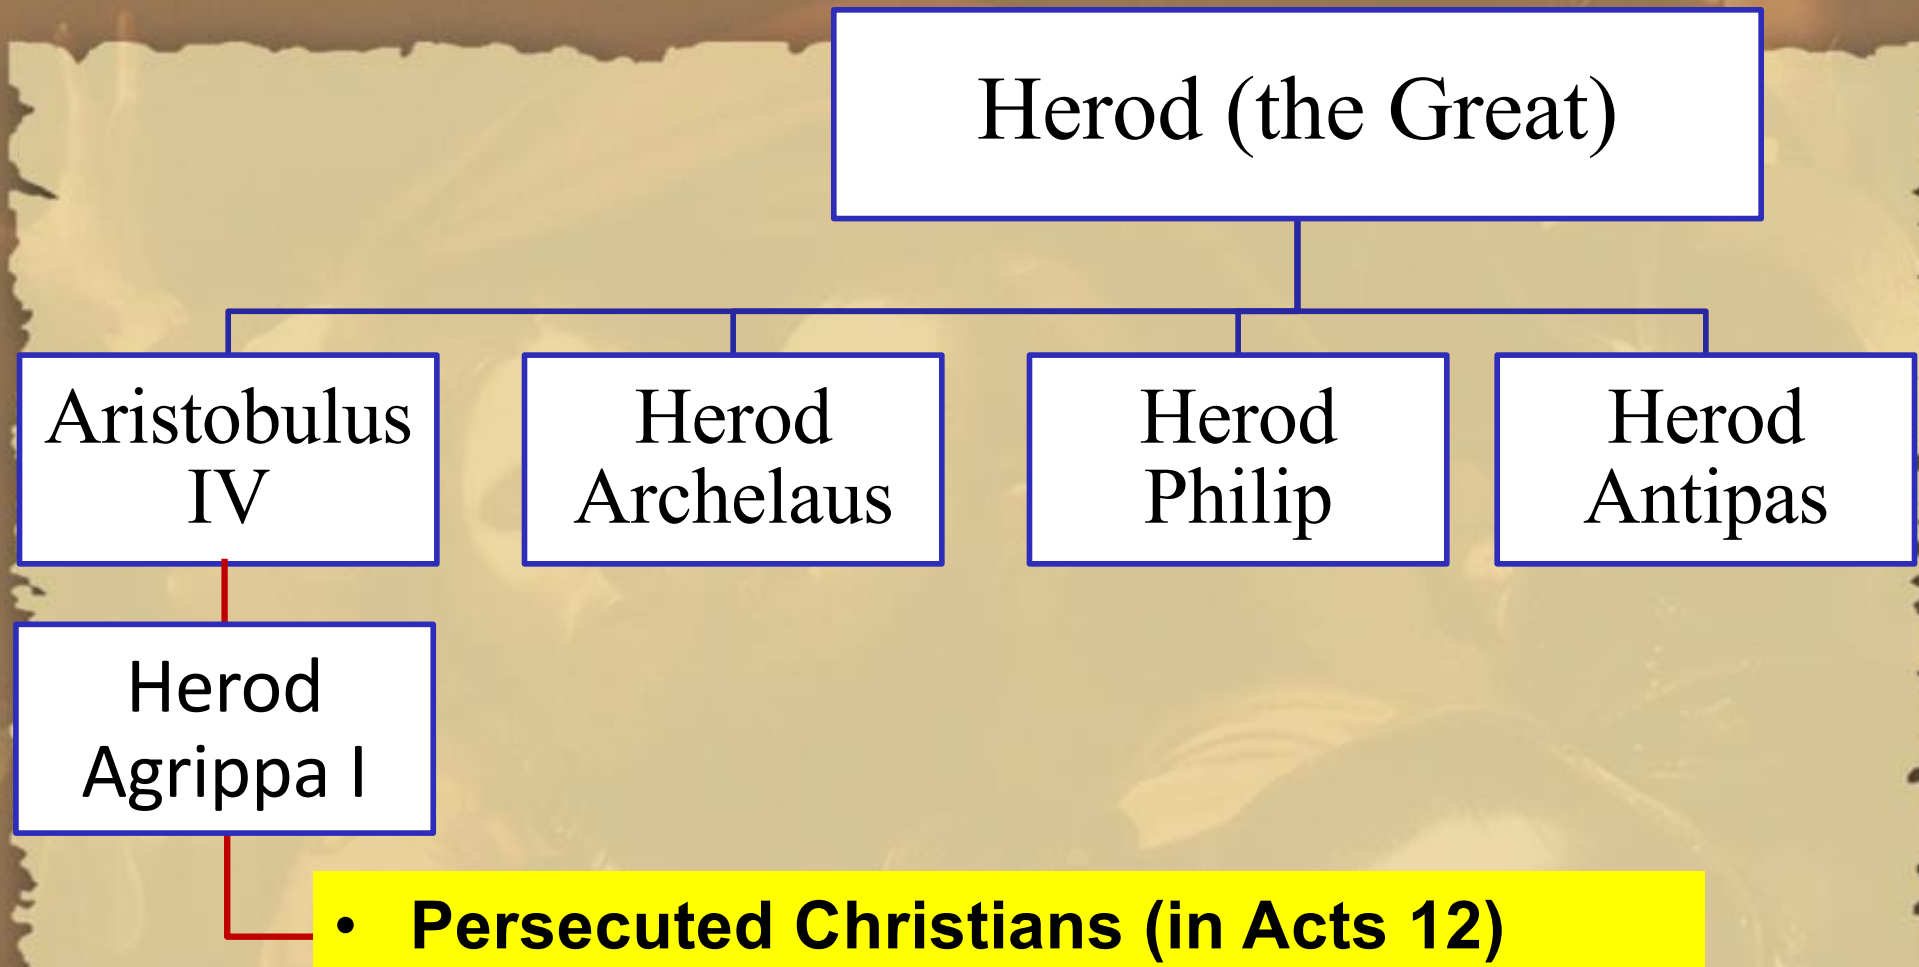 Herod (the Great)
Aristobulus
IV
Herod
Archelaus
Herod
Philip
Herod
Antipas
Herod
Agrippa I
• Persecuted Christians (in Acts 12)